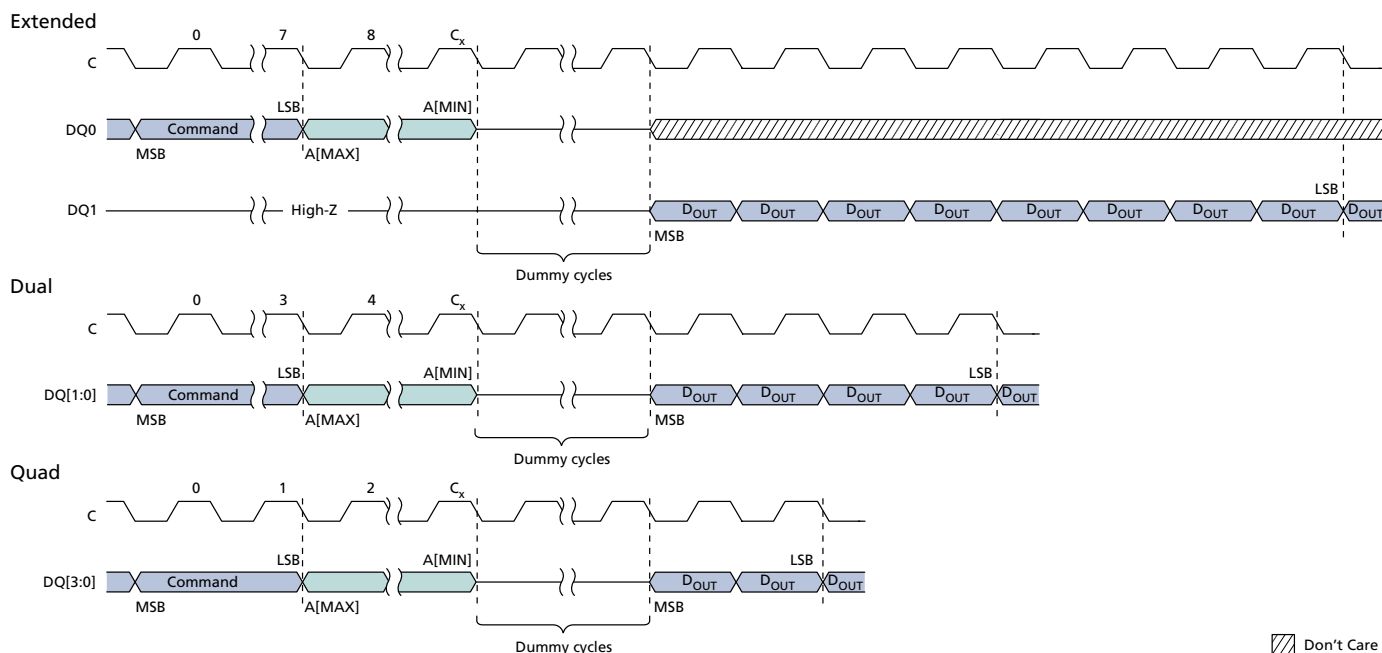 Extended
0 7 8 Cx
C
LSB A[MIN]
DQ0 Command
MSB A[MAX]
LSB
DQ1 High-Z DOUT DOUT DOUT DOUT DOUT DOUT DOUT DOUT DOUT
MSB
Dummy cycles
Dual
0 3 4 Cx
C
LSB A[MIN] LSB
DQ[1:0] Command DOUT DOUT DOUT DOUT DOUT
MSB A[MAX] MSB
Dummy cycles
Quad
0 1 2 Cx
C
LSB A[MIN] LSB
DQ[3:0] Command DOUT DOUT DOUT
MSB A[MAX] MSB
Dummy cycles
Don't Care